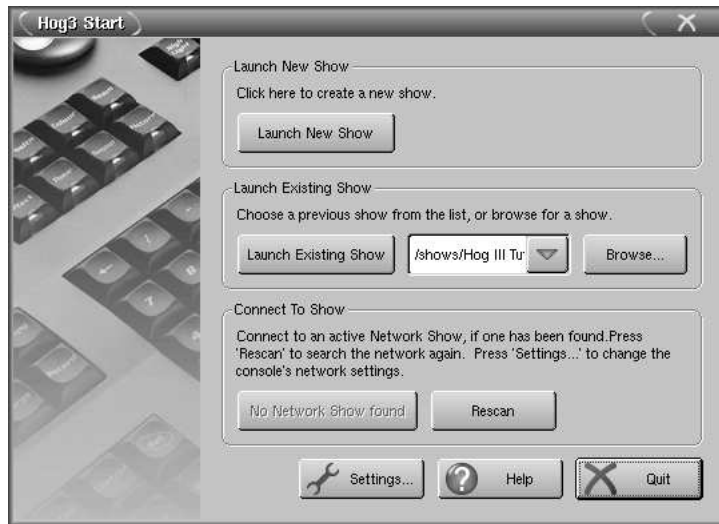 Hog3 Start
Launch New Show
Click here to create a new show.
Launch New Show
Launch Existing Show
Choose a previous show from the list, or browse for a show.
Launch Existing Show
/shows/Hog III Tu
Browse...
Connect To Show
Connect to an active Network Show, if one has been found.Press
'Rescan' to search the network again. Press 'Settings...' to change the
console's network settings.
No Network Show found
Rescan
Settings...
Help
Quit